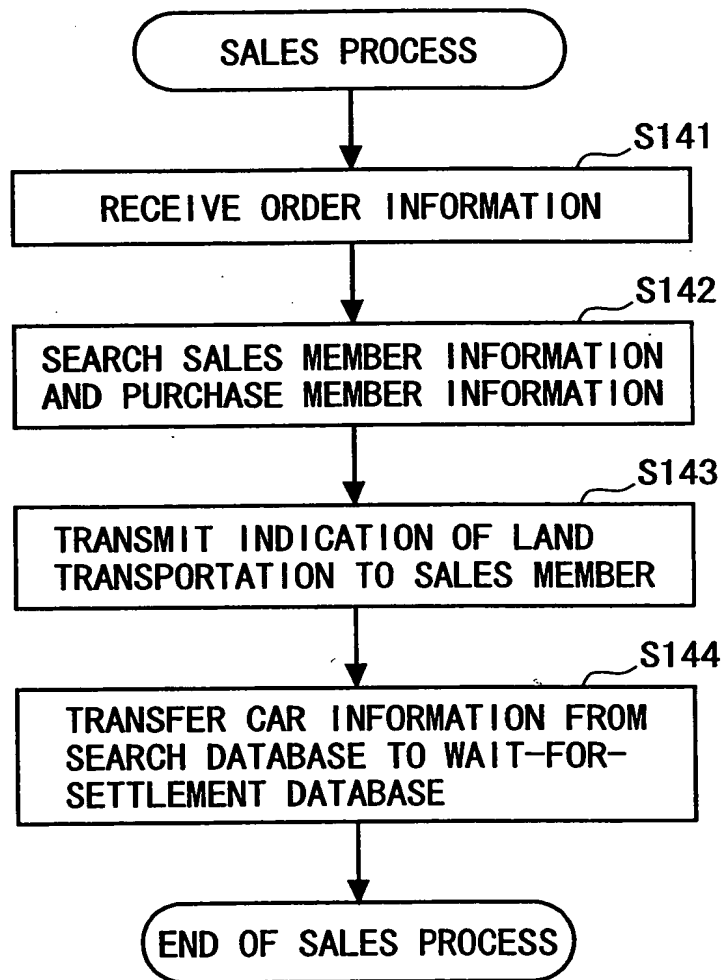 SALES PROCESS
S141
RECEIVE ORDER INFORMATION
S142
SEARCH SALES MEMBER INFORMATION
AND PURCHASE MEMBER INFORMATION
S143
TRANSMIT INDICATION OF LAND
TRANSPORTATION TO SALES MEMBER
S144
TRANSFER CAR INFORMATION FROM
SEARCH DATABASE TO WAIT-FOR-
SETTLEMENT DATABASE
END OF SALES PROCESS